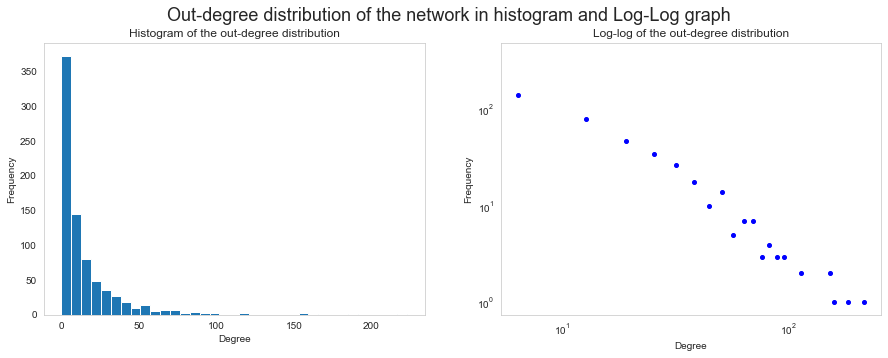 Out-degree distribution of the network in histogram and Log-Log graph
Histogram of the out-degree distribution
Frequency
350
300
250
200
150
100
50
0
0 50 100 150 200
Degree
Log-log of the out-degree distribution
Frequency
10²
10¹
10⁰
10¹ 10²
Degree